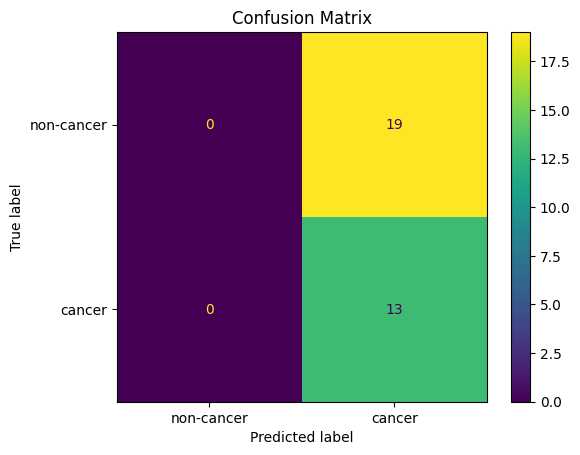 Confusion Matrix
True label
non-cancer
0
19
cancer
0
13
non-cancer
cancer
Predicted label
17.5
15.0
12.5
10.0
7.5
5.0
2.5
0.0